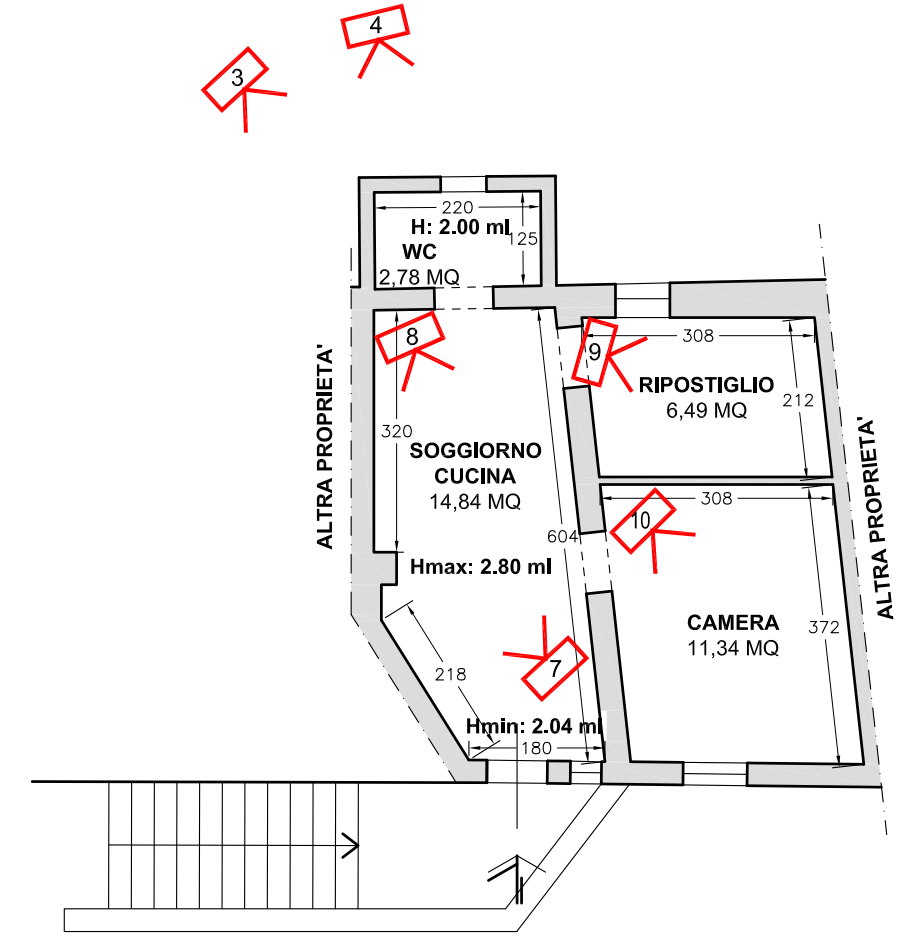 4
3
220
H: 2.00 ml
125
WC
2,78 MQ
8
9
308
RIPOSTIGLIO
6,49 MQ
212
ALTRA PROPRIETA'
320
SOGGIORNO
CUCINA
14,84 MQ
308
10
604
Hmax: 2.80 ml
ALTRA PROPRIETA'
CAMERA
11,34 MQ
372
7
218
Hmin: 2.04 ml
180